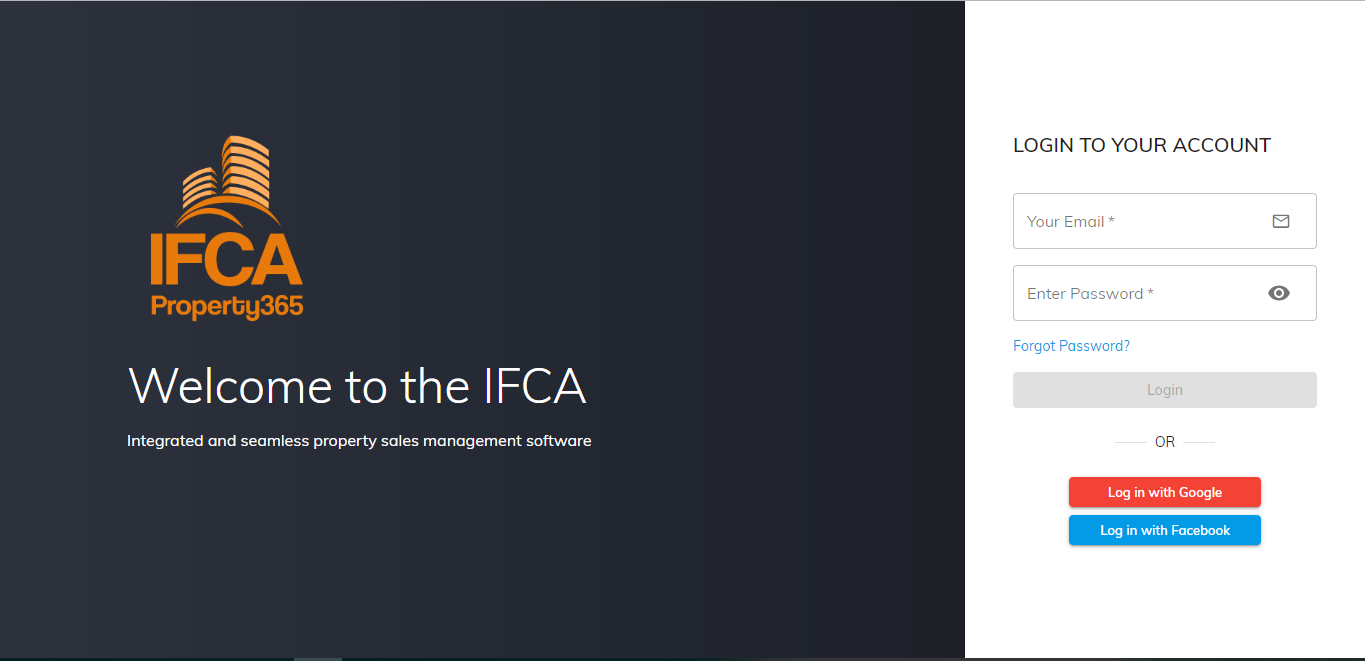 IFCA
Property365
Welcome to the IFCA
Integrated and seamless property sales management software
LOGIN TO YOUR ACCOUNT
Your Email *
Enter Password *
Forgot Password?
Login
OR
Log in with Google
Log in with Facebook